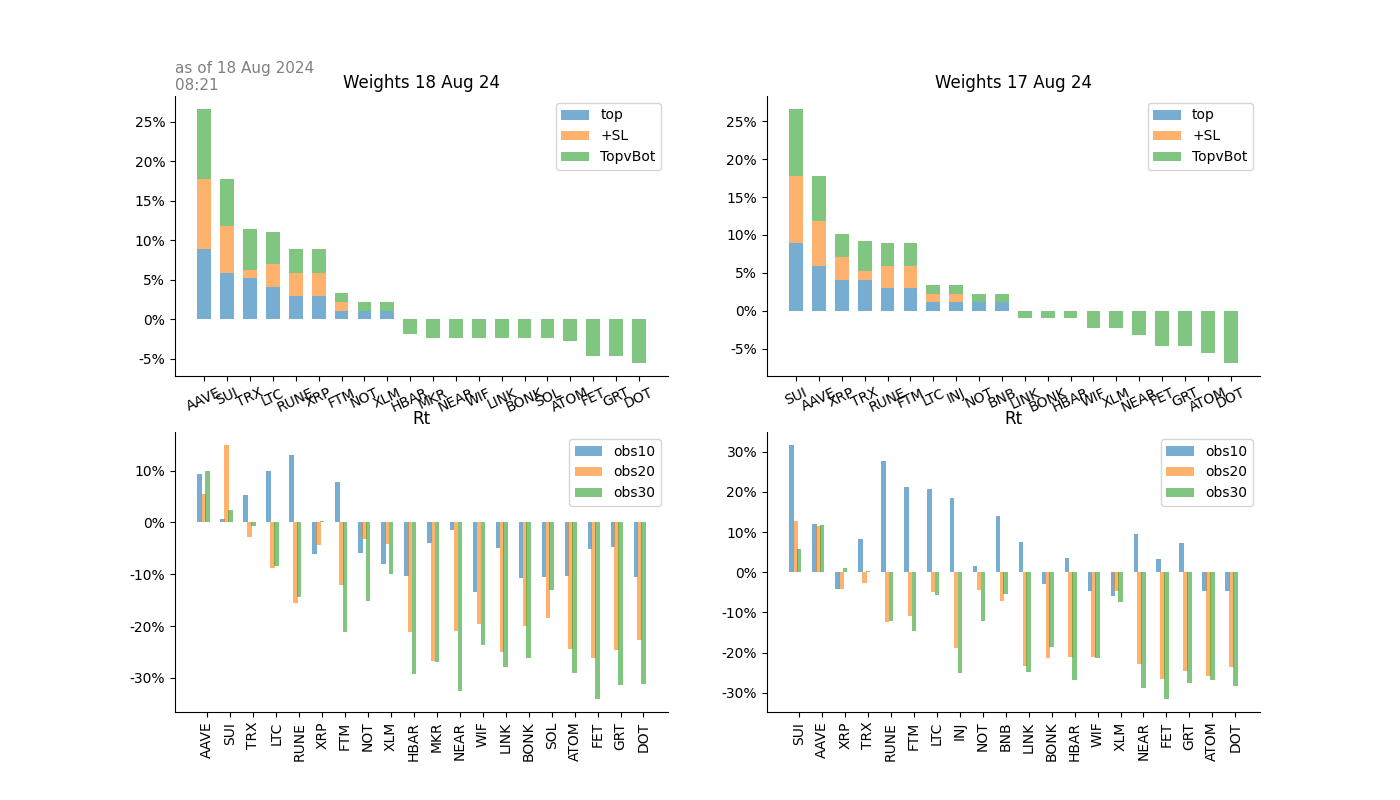 as of 18 Aug 2024
08:21
Weights 18 Aug 24
25%
20%
15%
10%
5%
0%
-5%
top
+SL
TopvBot
AAVE SUI TRX LTC RUNE XRP FTM NOT XLM HBAR MKR NEAR WIF LINK BONK SOL ATOM FET GRT DOT
Weights 17 Aug 24
25%
20%
15%
10%
5%
0%
-5%
top
+SL
TopvBot
SUI AAVE XRP TRX RUNE FTM LTC INJ NOT BNB LINK BONK HBAR WIF XLM NEAR FET GRT ATOM DOT
Rt
10%
0%
-10%
-20%
-30%
obs10
obs20
obs30
AAVE SUI TRX LTC RUNE XRP FTM NOT XLM HBAR MKR NEAR WIF LINK BONK SOL ATOM FET GRT DOT
Rt
30%
20%
10%
0%
-10%
-20%
-30%
obs10
obs20
obs30
SUI AAVE XRP TRX RUNE FTM LTC INJ NOT BNB LINK BONK HBAR WIF XLM NEAR FET GRT ATOM DOT